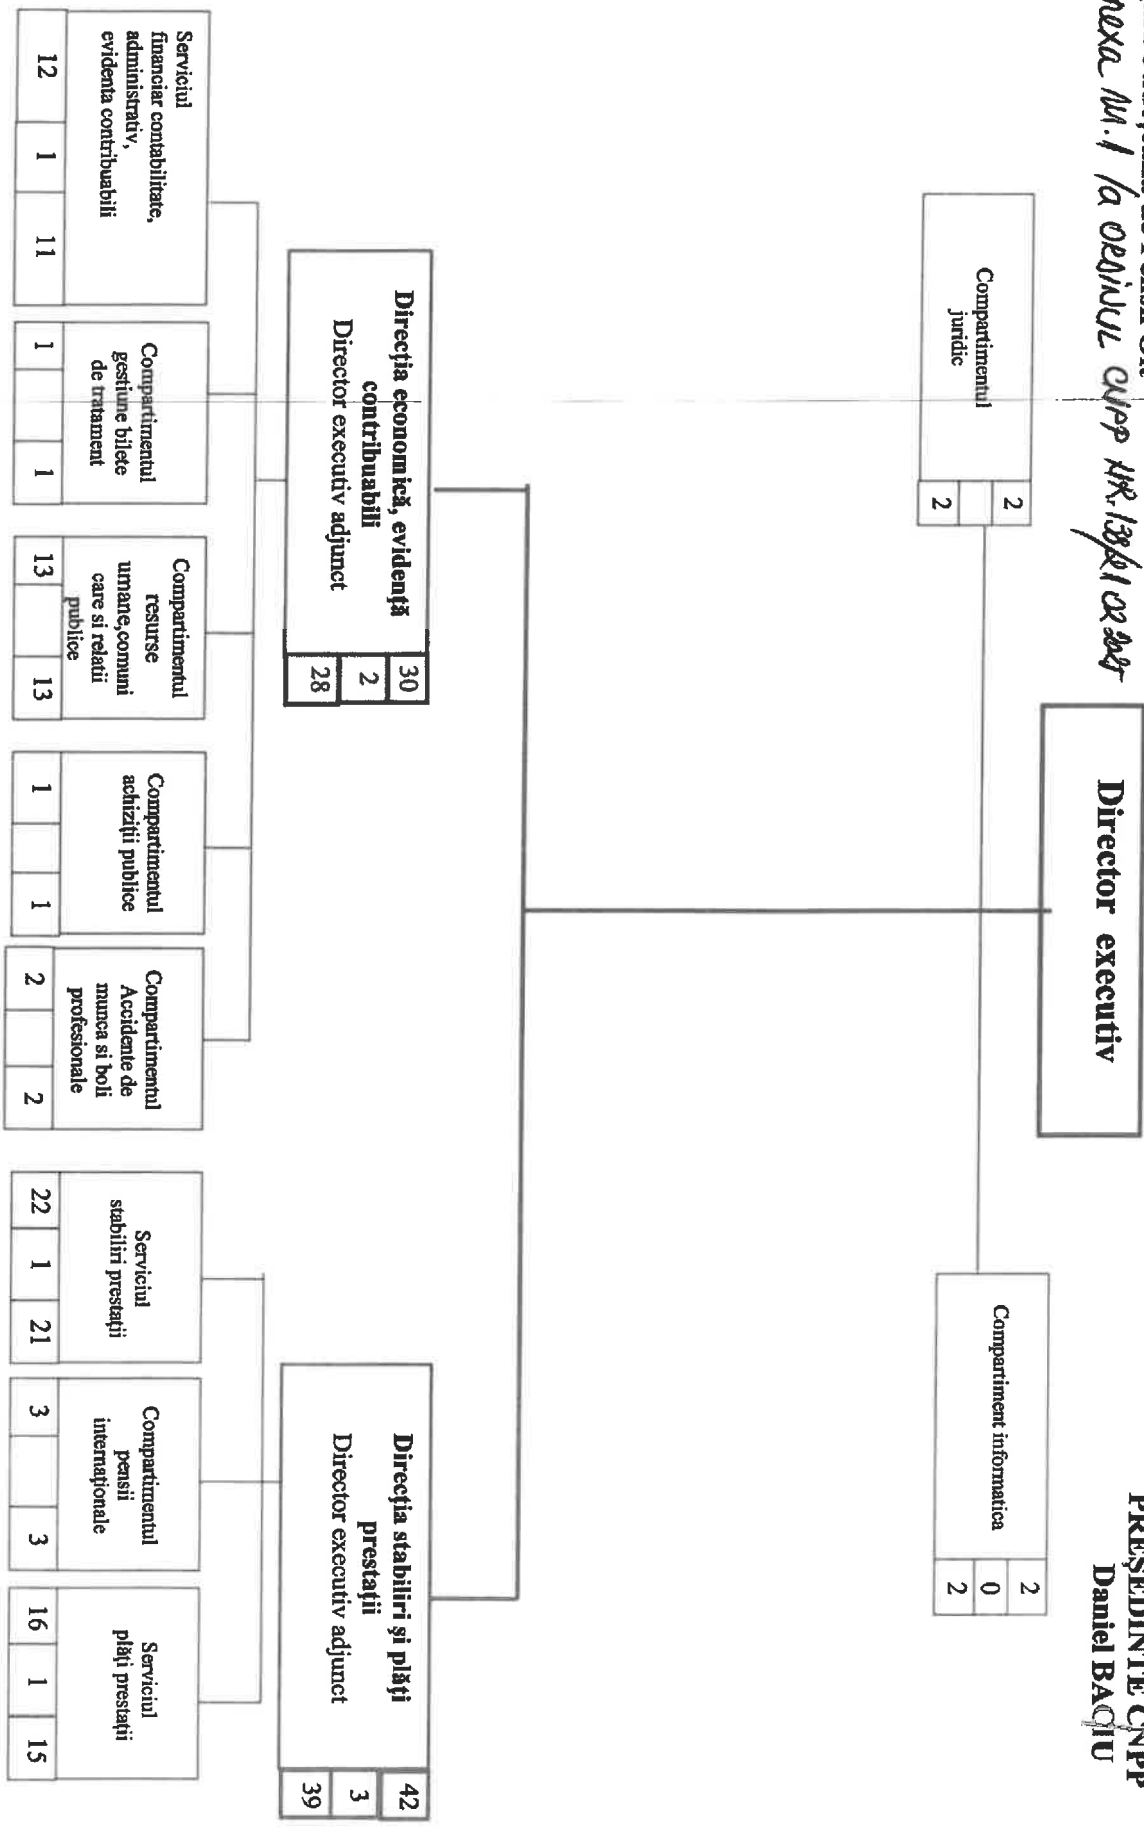 nexa nr. 1 la ORDINUL CNPP NR. 138/21 02 2025
PREȘEDINTE CNPP
Daniel BACIU
Director executiv
Compartimentul
juridic
2
2
Compartiment informatica
2
0
2
Direcția economică, evidență
contribuabili
Director executiv adjunct
30
2
28
Direcția stabiliri și plăți
prestații
Director executiv adjunct
42
3
39
Serviciul
financiar contabilitate,
administrativ,
evidenta contribuabili
12 1 11
Compartimentul
gestiune bilete
de tratament
1 1
Compartimentul
resurse
umane,comuni
care si relatii
publice
13 13
Compartimentul
achiziții publice
1 1
Compartimentul
Accidente de
munca si boli
profesionale
2 2
Serviciul
stabiliri prestații
22 1 21
Compartimentul
pensii
internaționale
3 3
Serviciul
plăți prestații
16 1 15